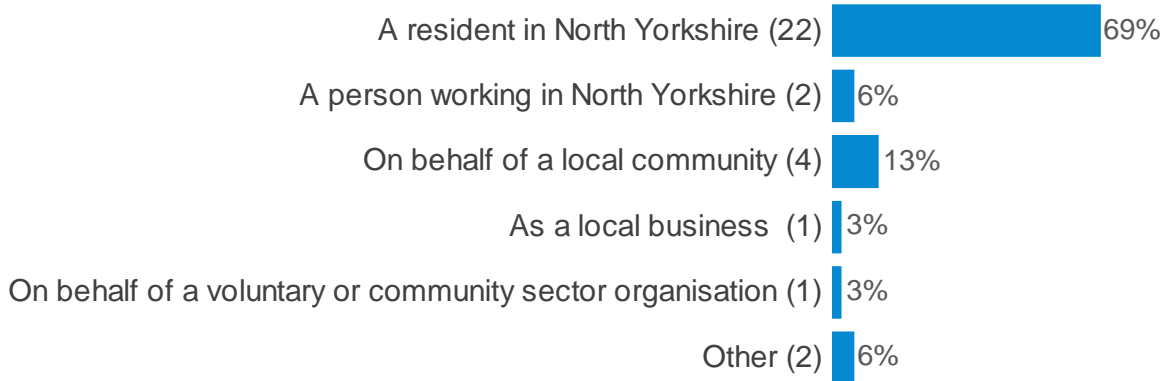 A resident in North Yorkshire (22) 69%
A person working in North Yorkshire (2) 6%
On behalf of a local community (4) 13%
As a local business (1) 3%
On behalf of a voluntary or community sector organisation (1) 3%
Other (2) 6%